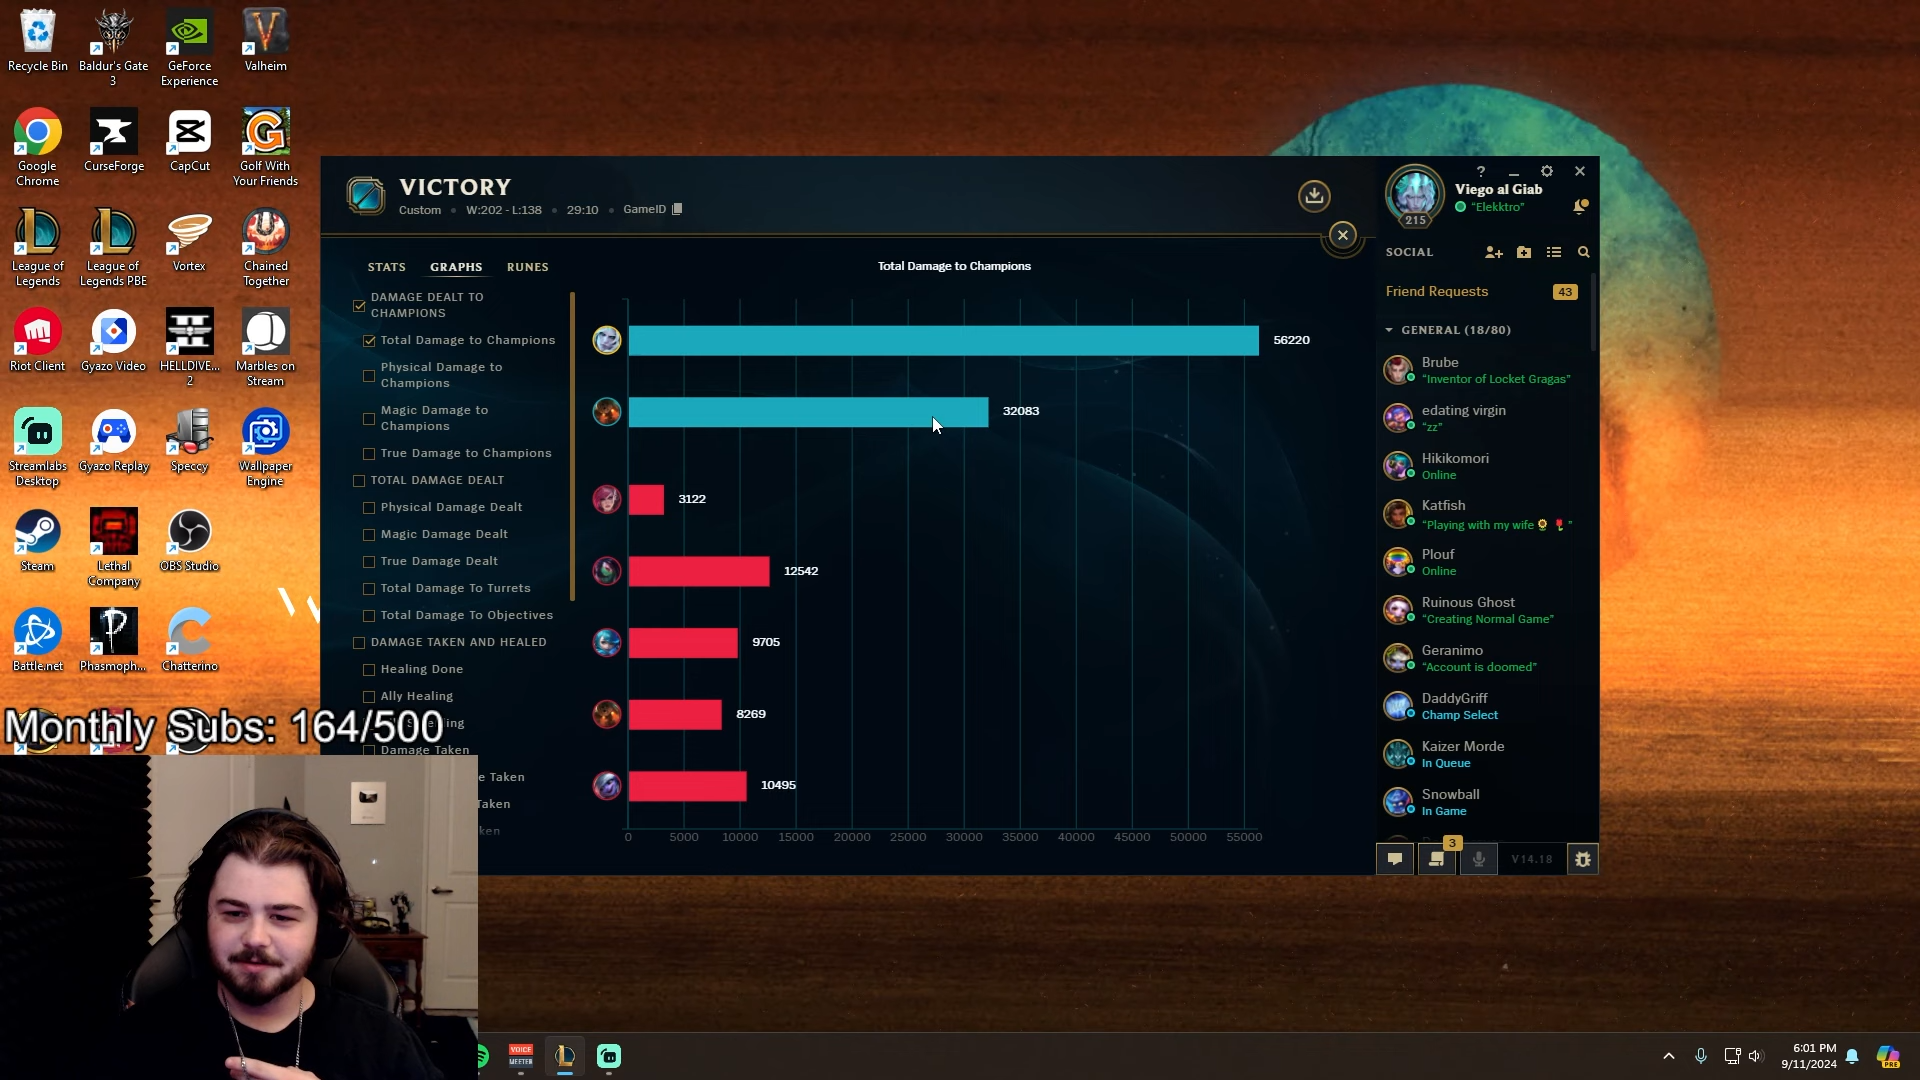 Recycle Bin
Baldur's Gate
3
GeForce
Experience
Valheim
Google
Chrome
CurseForge
CapCut
Golf With
Your Friends
League of
Legends
League of
Legends PBE
Vortex
Chained
Together
Riot Client
Gyazo Video
HELLDIVE...
2
Marbles on
Stream
Streamlabs
Desktop
Gyazo Replay
Speccy
Wallpaper
Engine
Steam
Lethal
Company
OBS Studio
Battle.net
Phasmoph...
Chatterino
Monthly Subs: 164/500
VICTORY
Custom • W:202 - L:138 • 29:10 • GameID
STATS
GRAPHS
RUNES
DAMAGE DEALT TO
CHAMPIONS
Total Damage to Champions
Physical Damage to
Champions
Magic Damage to
Champions
True Damage to Champions
TOTAL DAMAGE DEALT
Physical Damage Dealt
Magic Damage Dealt
True Damage Dealt
Total Damage To Turrets
Total Damage To Objectives
DAMAGE TAKEN AND HEALED
Healing Done
Ally Healing
Damage Taken
e Taken
Taken
ken
Total Damage to Champions
56220
32083
3122
12542
9705
8269
10495
0 5000 10000 15000 20000 25000 30000 35000 40000 45000 50000 55000
?
215
Viego al Giab
"Elekktro"
SOCIAL
Friend Requests
43
GENERAL (18/80)
Brube
"Inventor of Locket Gragas"
edating virgin
"zz"
Hikikomori
Online
Katfish
"Playing with my wife 🌻 🌷"
Plouf
Online
Ruinous Ghost
"Creating Normal Game"
Geranimo
"Account is doomed"
DaddyGriff
Champ Select
Kaizer Morde
In Queue
Snowball
In Game
3
V14.18
VOICE
MEETER
6:01 PM
9/11/2024
PRE